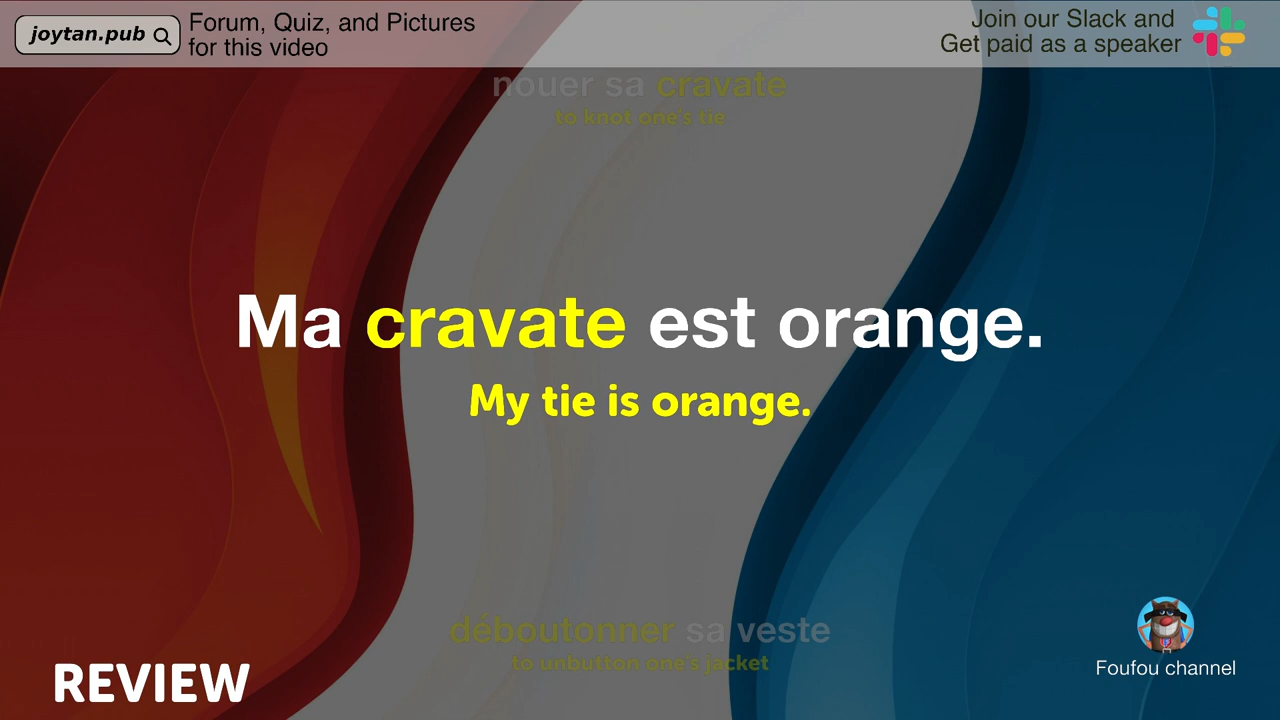 joytan.pub
Forum, Quiz, and Pictures
for this video
Join our Slack and
Get paid as a speaker
nouer sa cravate
to knot one's tie
Ma cravate est orange.
My tie is orange.
déboutonner sa veste
to unbutton one's jacket
REVIEW
Foufou channel